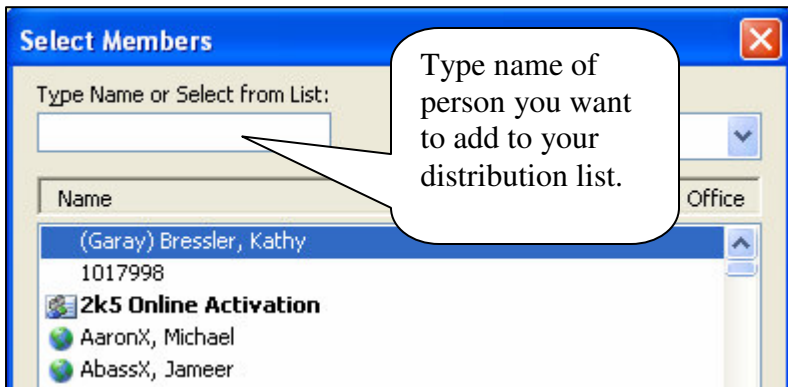 Select Members
Type Name or Select from List:
Type name of
person you want
to add to your
distribution list.
Name
Office
(Garay) Bressler, Kathy
1017998
2k5 Online Activation
AaronX, Michael
AbassX, Jameer